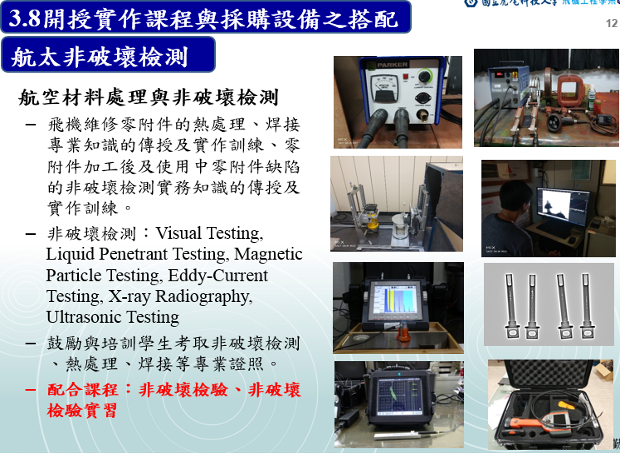 3.8開授實作課程與採購設備之搭配
國立虎尾科技大學
12
航太非破壞檢測
航空材料處理與非破壞檢測
– 飛機維修零附件的熱處理、焊接
專業知識的傳授及實作訓練、零
附件加工後及使用中零附件缺陷
的非破壞檢測實務知識的傳授及
實作訓練。
– 非破壞檢測：Visual Testing,
Liquid Penetrant Testing, Magnetic
Particle Testing, Eddy-Current
Testing, X-ray Radiography,
Ultrasonic Testing
– 鼓勵與培訓學生考取非破壞檢測
、熱處理、焊接等專業證照。
– 配合課程：非破壞檢驗、非破壞
檢驗實習
PARKER